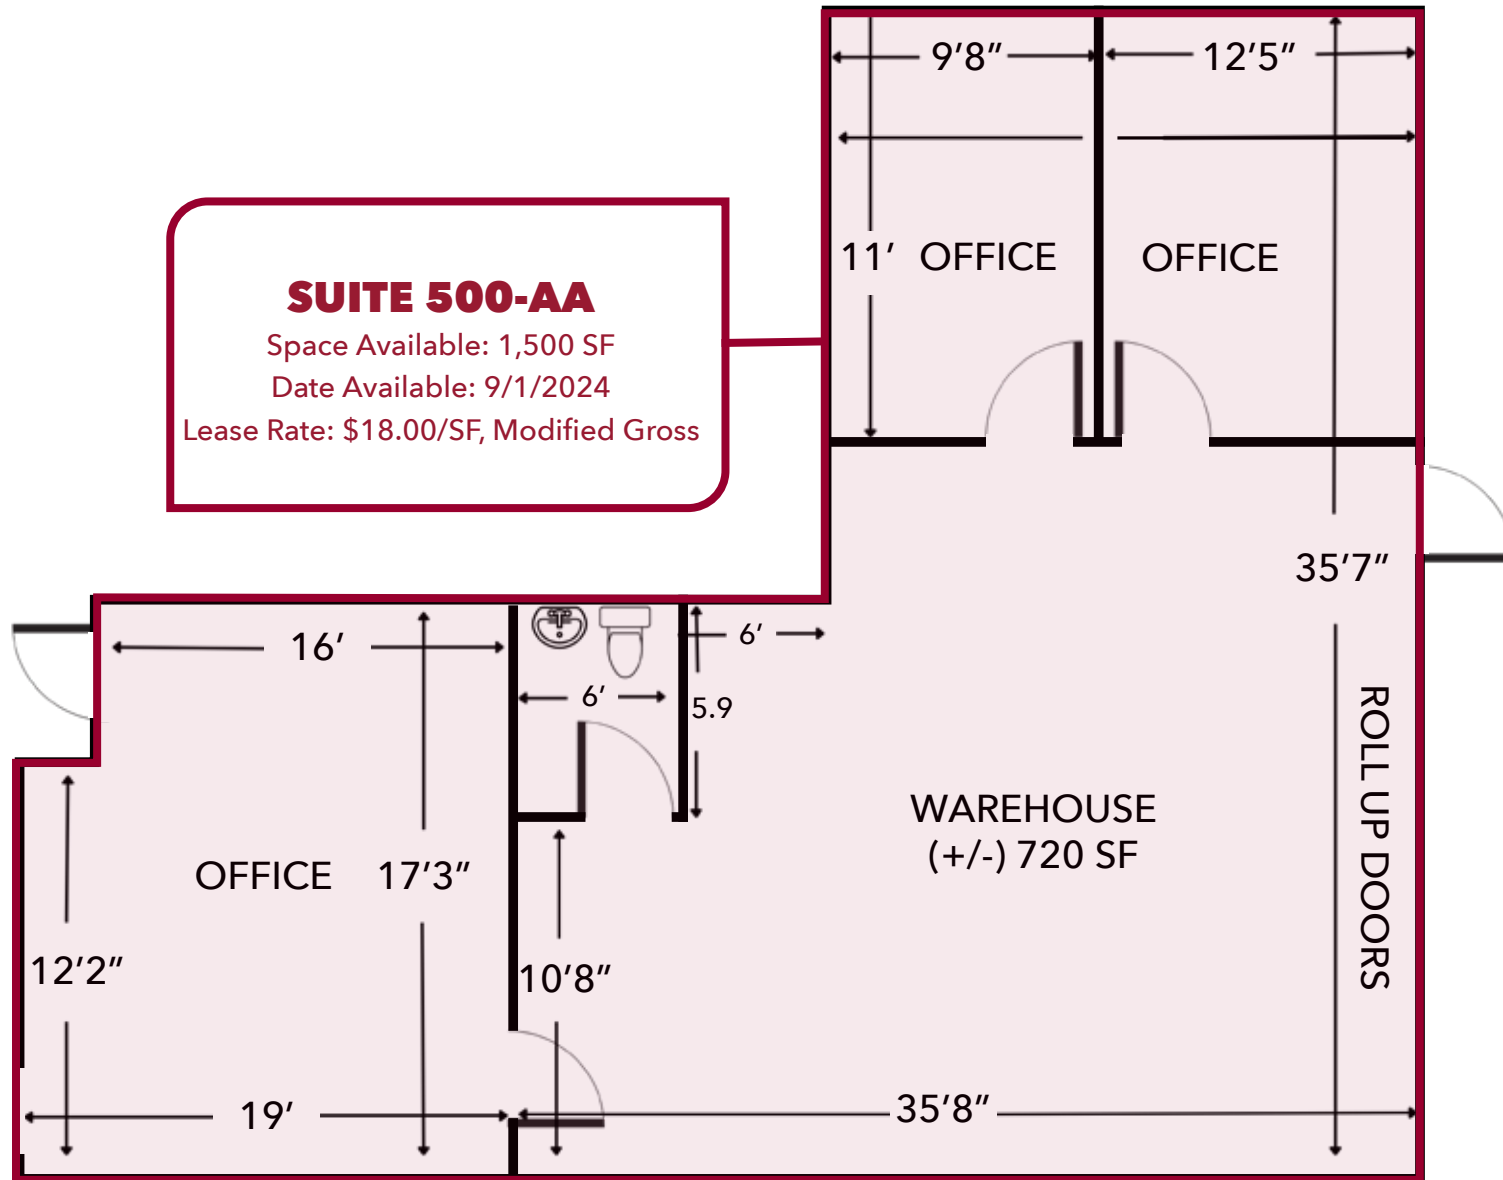 9′8″
12′5″
11′
OFFICE
OFFICE
SUITE 500-AA
Space Available: 1,500 SF
Date Available: 9/1/2024
Lease Rate: $18.00/SF, Modified Gross
35′7″
16′
6′
6′
5.9
ROLL UP DOORS
WAREHOUSE
(+/-) 720 SF
OFFICE
17′3″
12′2″
10′8″
19′
35′8″